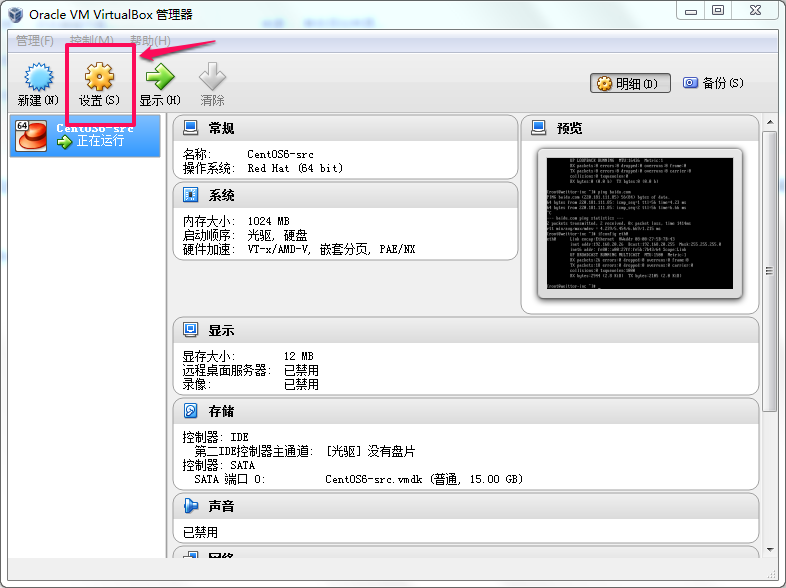 Oracle VM VirtualBox 管理器
管理(F) 控制(M) 帮助(H)
新建(N) 设置(S) 显示(H) 清除
明细(D) 备份(S)
64 CentOS6-src
正在运行
常规
名称: CentOS6-src
操作系统: Red Hat (64 bit)
预览
系统
内存大小: 1024 MB
启动顺序: 光驱, 硬盘
硬件加速: VT-x/AMD-V, 嵌套分页, PAE/NX
显示
显存大小: 12 MB
远程桌面服务器: 已禁用
录像: 已禁用
存储
控制器: IDE
第二IDE控制器主通道: [光驱] 没有盘片
控制器: SATA
SATA 端口 0: CentOS6-src.vmdk (普通, 15.00 GB)
声音
已禁用
网络